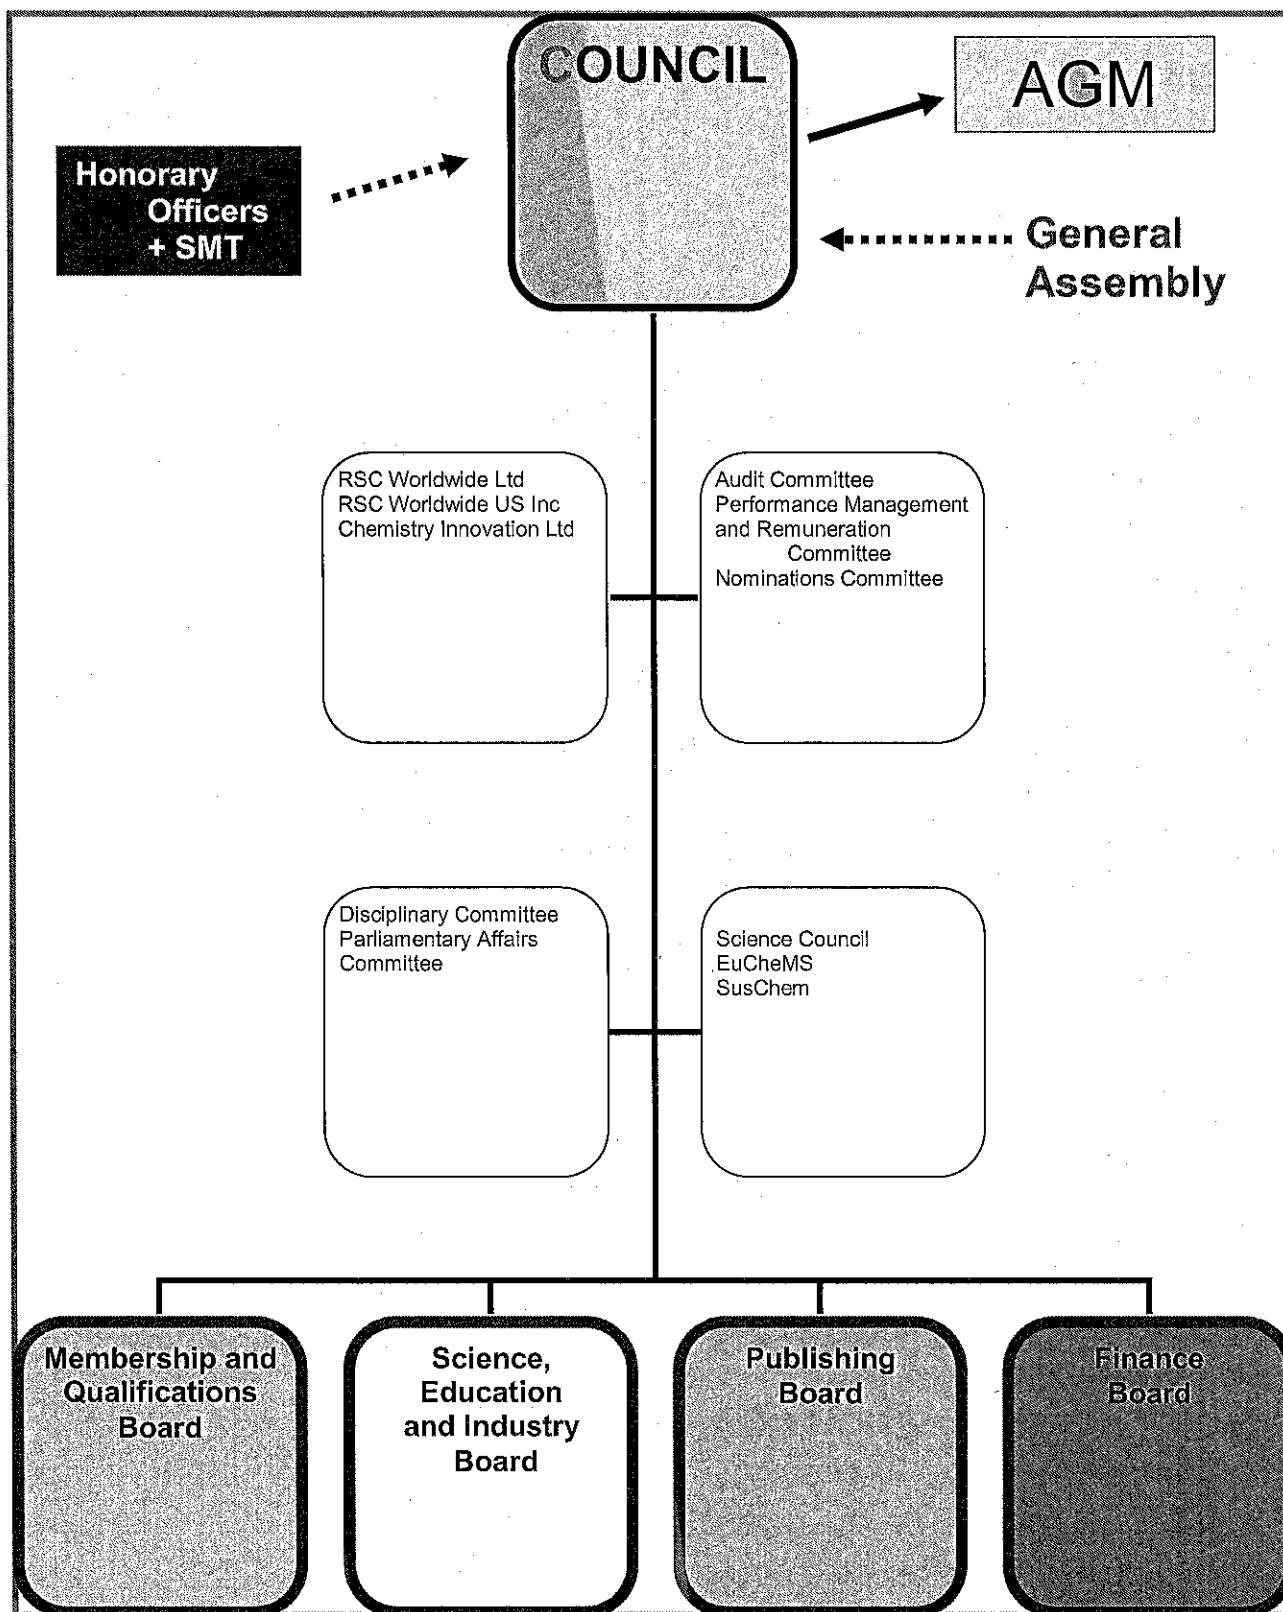 COUNCIL
AGM
Honorary
Officers
+ SMT
General
Assembly
RSC Worldwide Ltd
RSC Worldwide US Inc
Chemistry Innovation Ltd
Audit Committee
Performance Management
and Remuneration
Committee
Nominations Committee
Disciplinary Committee
Parliamentary Affairs
Committee
Science Council
EuCheMS
SusChem
Membership and
Qualifications
Board
Science,
Education
and Industry
Board
Publishing
Board
Finance
Board